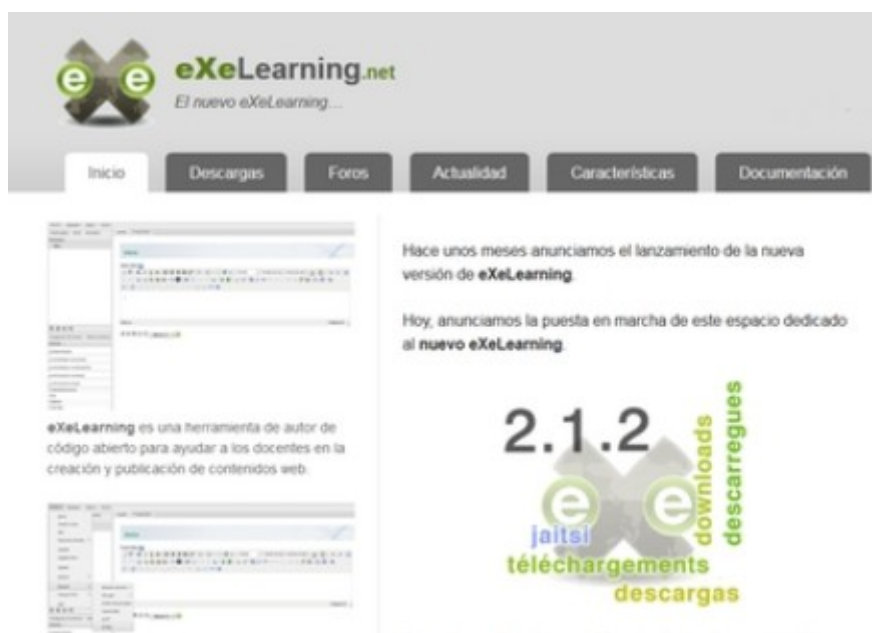 eXeLearning.net
El nuevo eXeLearning...
Inicio
Descargas
Foros
Actualidad
Características
Documentación
eXeLearning es una herramienta de autor de
código abierto para ayudar a los docentes en la
creación y publicación de contenidos web.
Hace unos meses anunciamos el lanzamiento de la nueva
versión de eXeLearning.
Hoy, anunciamos la puesta en marcha de este espacio dedicado
al nuevo eXeLearning.
2.1.2
e e
jaitsi
downloads
descarregues
téléchargements
descargas